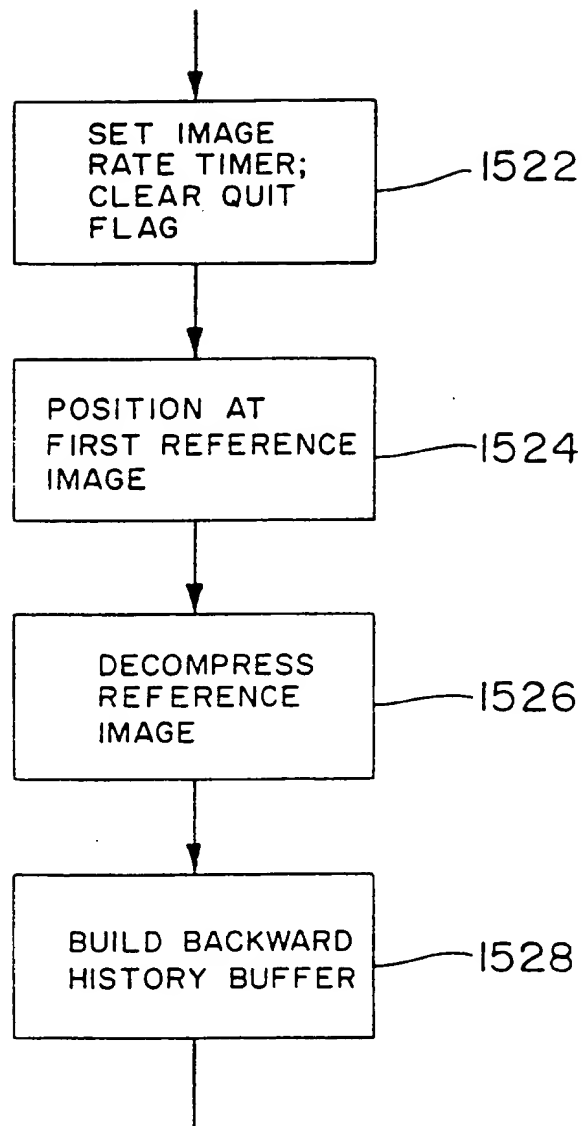 SET IMAGE
RATE TIMER;
CLEAR QUIT
FLAG
1522
POSITION AT
FIRST REFERENCE
IMAGE
1524
DECOMPRESS
REFERENCE
IMAGE
1526
BUILD BACKWARD
HISTORY BUFFER
1528